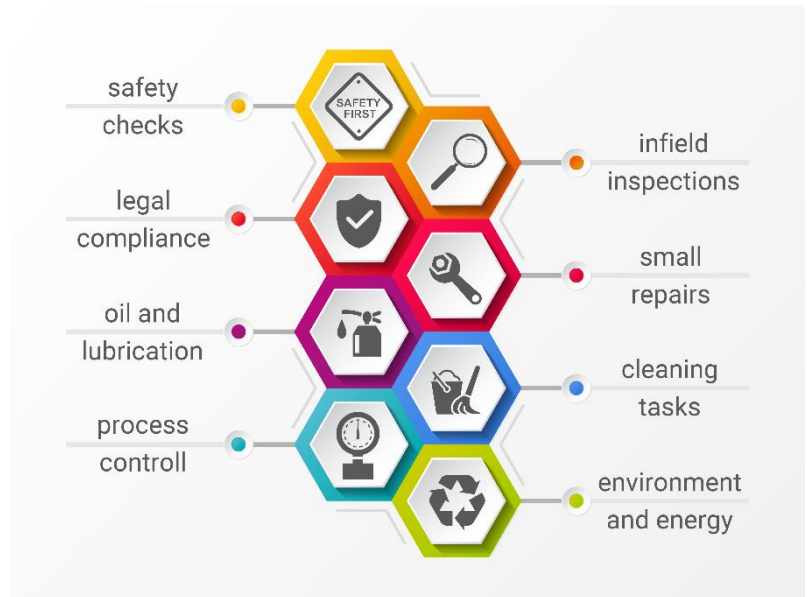 safety
checks
SAFETY
FIRST
infield
inspections
legal
compliance
small
repairs
oil and
lubrication
cleaning
tasks
process
controll
environment
and energy